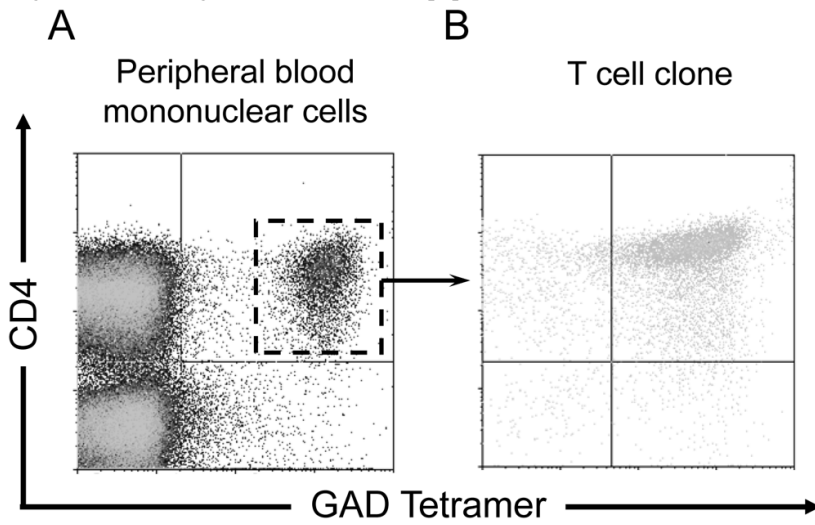 A
B
Peripheral blood
mononuclear cells
T cell clone
CD4
GAD Tetramer